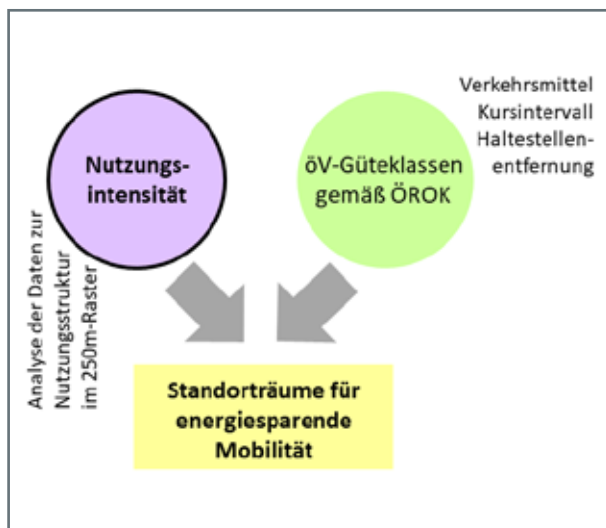 Verkehrsmittel
Kursintervall
Haltestellen-
entfernung
Nutzungs-
intensität
öV-Güteklassen
gemäß ÖROK
Analyse der Daten zur
Nutzungsstruktur
im 250m-Raster
Standorträume für
energiesparende
Mobilität